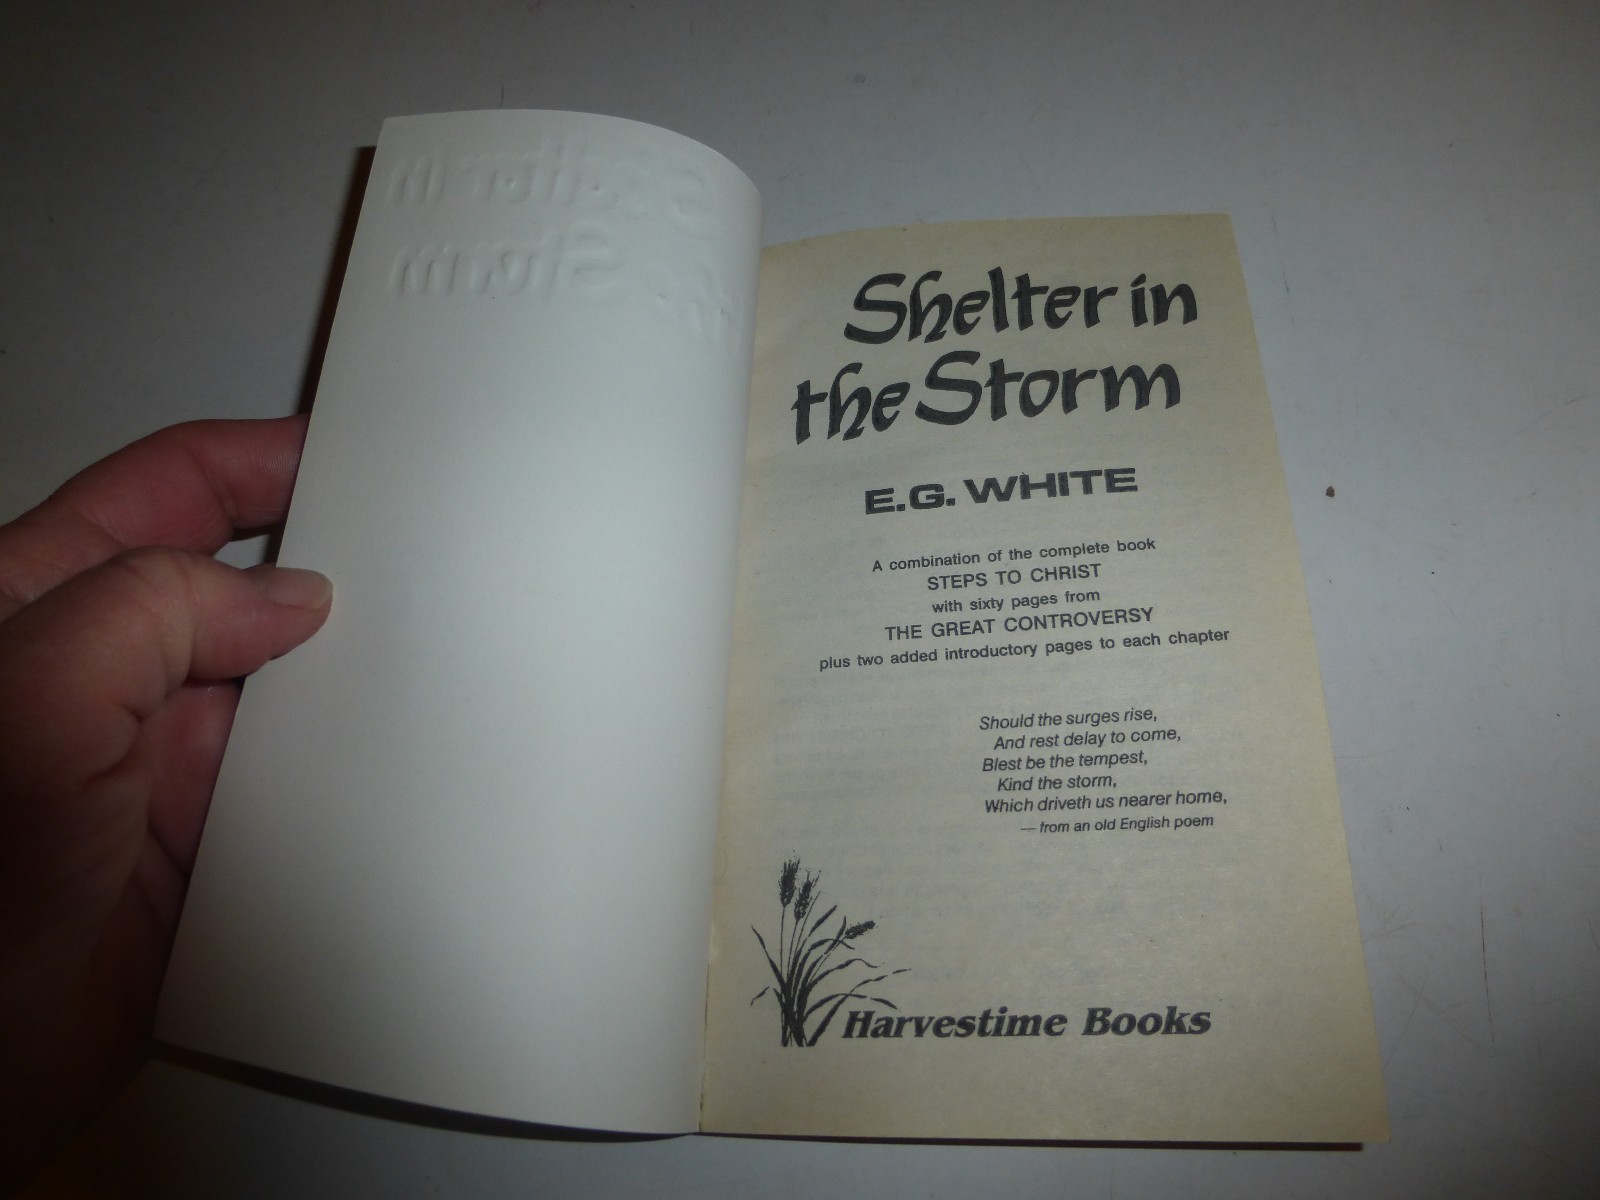 Shelter in
the Storm
E.G. WHITE
A combination of the complete book
STEPS TO CHRIST
with sixty pages from
THE GREAT CONTROVERSY
plus two added introductory pages to each chapter
Should the surges rise,
And rest delay to come,
Blest be the tempest,
Kind the storm,
Which driveth us nearer home,
— from an old English poem
Harvestime Books